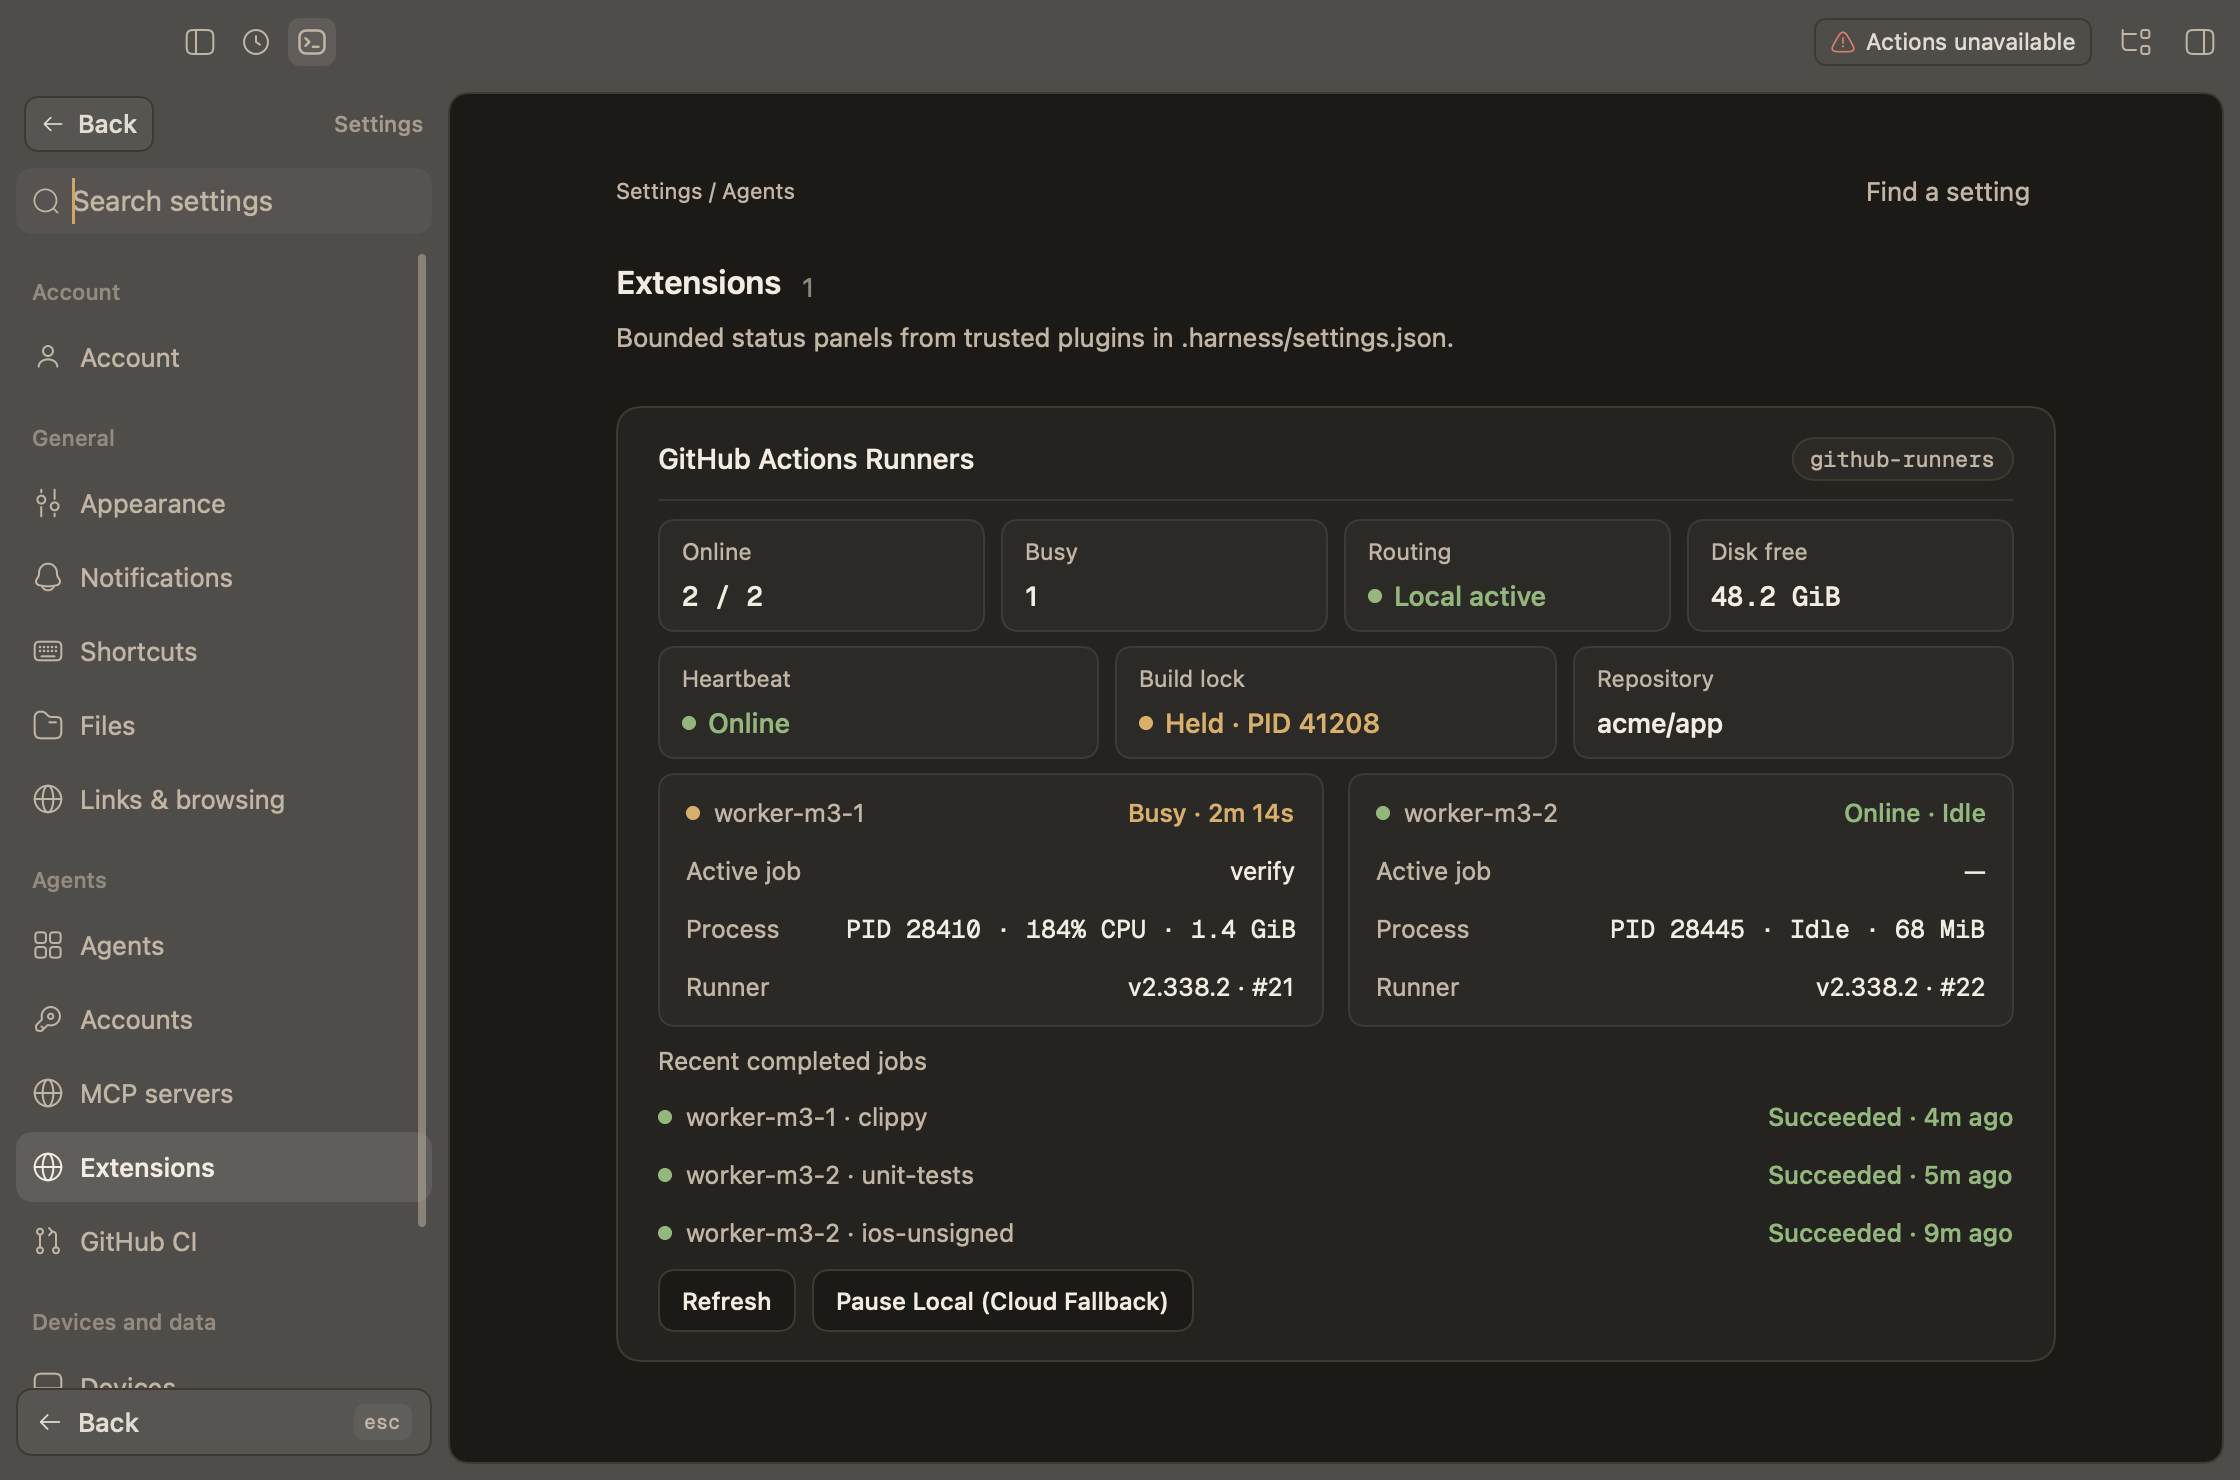 Actions unavailable
Back
Settings
Search settings
Account
Account
General
Appearance
Notifications
Shortcuts
Files
Links & browsing
Agents
Agents
Accounts
MCP servers
Extensions
GitHub CI
Devices and data
Devices
Back
esc
Settings / Agents
Find a setting
Extensions 1
Bounded status panels from trusted plugins in .harness/settings.json.
GitHub Actions Runners
github-runners
Online
2 / 2
Busy
1
Routing
Local active
Disk free
48.2 GiB
Heartbeat
Online
Build lock
Held · PID 41208
Repository
acme/app
worker-m3-1 Busy · 2m 14s
Active job verify
Process PID 28410 · 184% CPU · 1.4 GiB
Runner v2.338.2 · #21
worker-m3-2 Online · Idle
Active job —
Process PID 28445 · Idle · 68 MiB
Runner v2.338.2 · #22
Recent completed jobs
worker-m3-1 · clippy Succeeded · 4m ago
worker-m3-2 · unit-tests Succeeded · 5m ago
worker-m3-2 · ios-unsigned Succeeded · 9m ago
Refresh
Pause Local (Cloud Fallback)